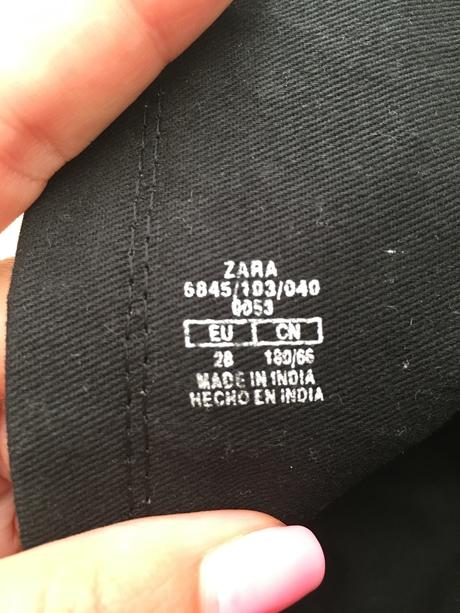 ZARA
6845/103/040
0053
EU CN
28 180/66
MADE IN INDIA
HECHO EN INDIA